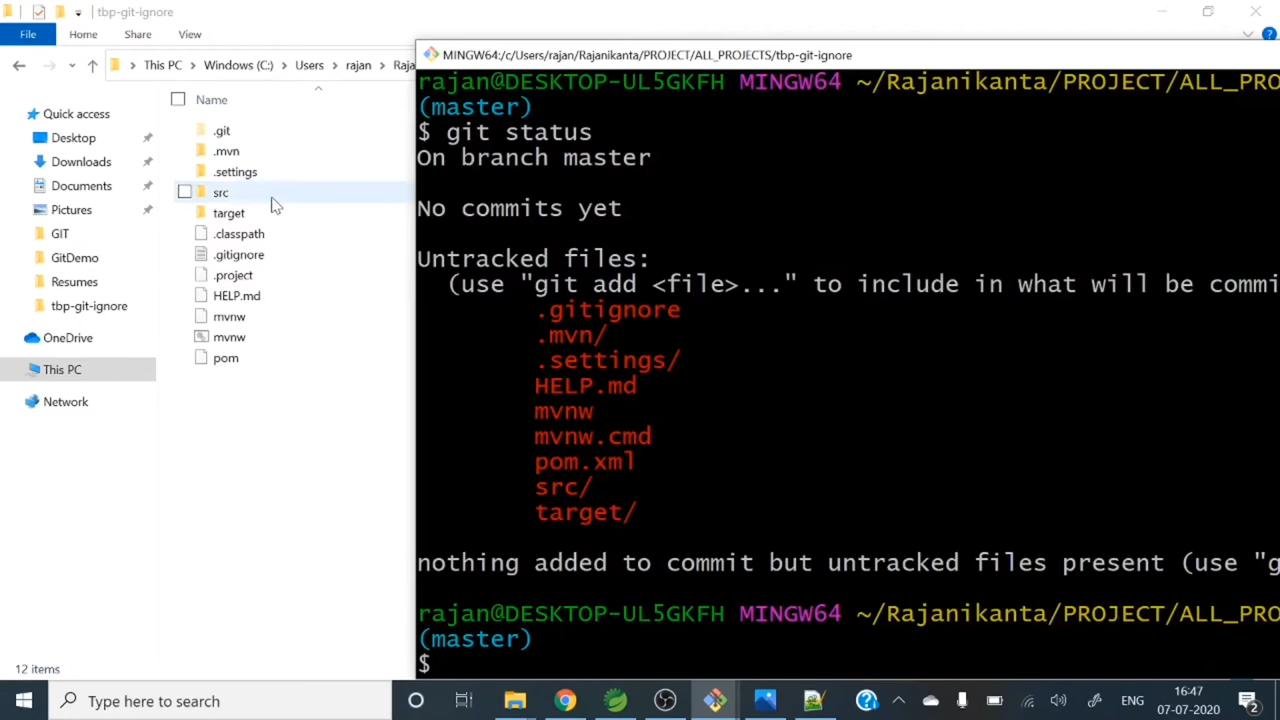 tbp-git-ignore
File Home Share View
This PC Windows (C:) Users rajan Raja
Name
Quick access
Desktop
Downloads
Documents
Pictures
GIT
GitDemo
Resumes
tbp-git-ignore
OneDrive
This PC
Network
.git
.mvn
.settings
src
target
.classpath
.gitignore
.project
HELP.md
mvnw
mvnw
pom
12 items
MINGW64:/c/Users/rajan/Rajanikanta/PROJECT/ALL_PROJECTS/tbp-git-ignore
rajan@DESKTOP-UL5GKFH MINGW64 ~/Rajanikanta/PROJECT/ALL_PRO
(master)
$ git status
On branch master
No commits yet
Untracked files:
(use "git add <file>..." to include in what will be commi
.gitignore
.mvn/
.settings/
HELP.md
mvnw
mvnw.cmd
pom.xml
src/
target/
nothing added to commit but untracked files present (use "g
rajan@DESKTOP-UL5GKFH MINGW64 ~/Rajanikanta/PROJECT/ALL_PRO
(master)
$
Type here to search
ENG
16:47
07-07-2020
2